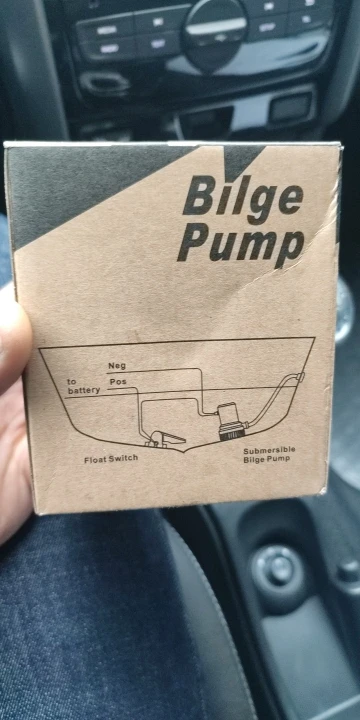 Bilge
Pump
Neg
to
battery
Pos
Float Switch
Submersible
Bilge Pump